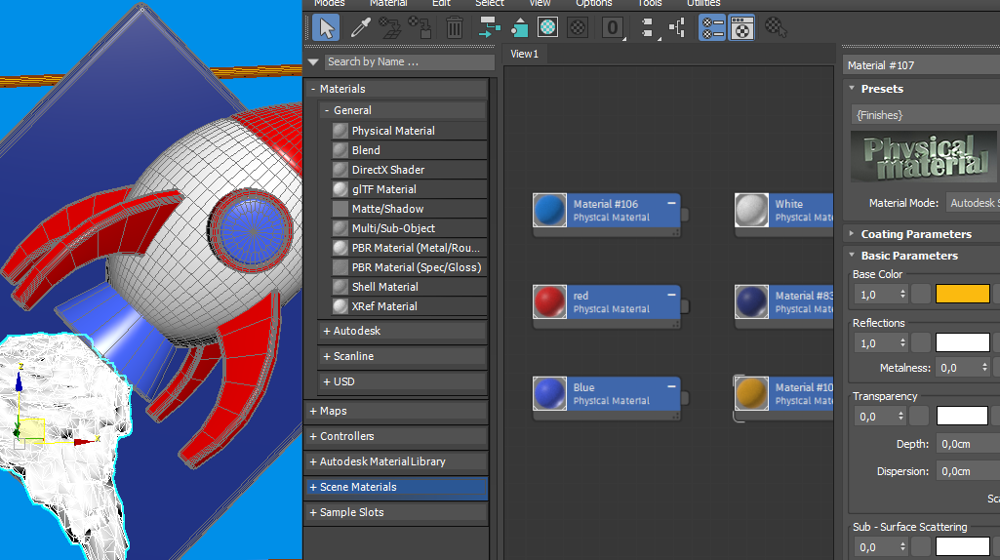 Modes Material Edit Select View Options Tools Utilities
0
View1
Search by Name ...
- Materials
- General
Physical Material
Blend
DirectX Shader
glTF Material
Matte/Shadow
Multi/Sub-Object
PBR Material (Metal/Rou...
PBR Material (Spec/Gloss)
Shell Material
XRef Material
+ Autodesk
+ Scanline
+ USD
+ Maps
+ Controllers
+ Autodesk Material Library
+ Scene Materials
+ Sample Slots
Material #106
Physical Material
White
Physical Mate
red
Physical Material
Material #83
Physical Mate
Blue
Physical Material
Material #10
Physical Mate
Material #107
Presets
{Finishes}
Physical material
Material Mode: Autodesk S
Coating Parameters
Basic Parameters
Base Color
1,0
Reflections
1,0
Metalness: 0,0
Transparency
0,0
Depth: 0,0cm
Dispersion: 0,0cm
Sca
Sub - Surface Scattering
0,0
z
x